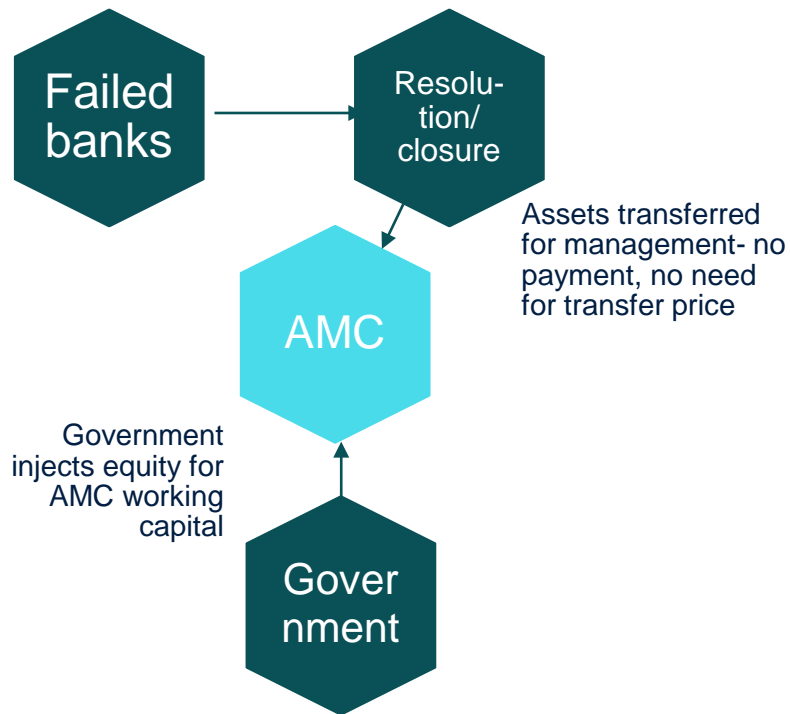 Failed
banks
Resolu-
tion/
closure
Assets transferred
for management- no
payment, no need
for transfer price
AMC
Government
injects equity for
AMC working
capital
Gover
nment